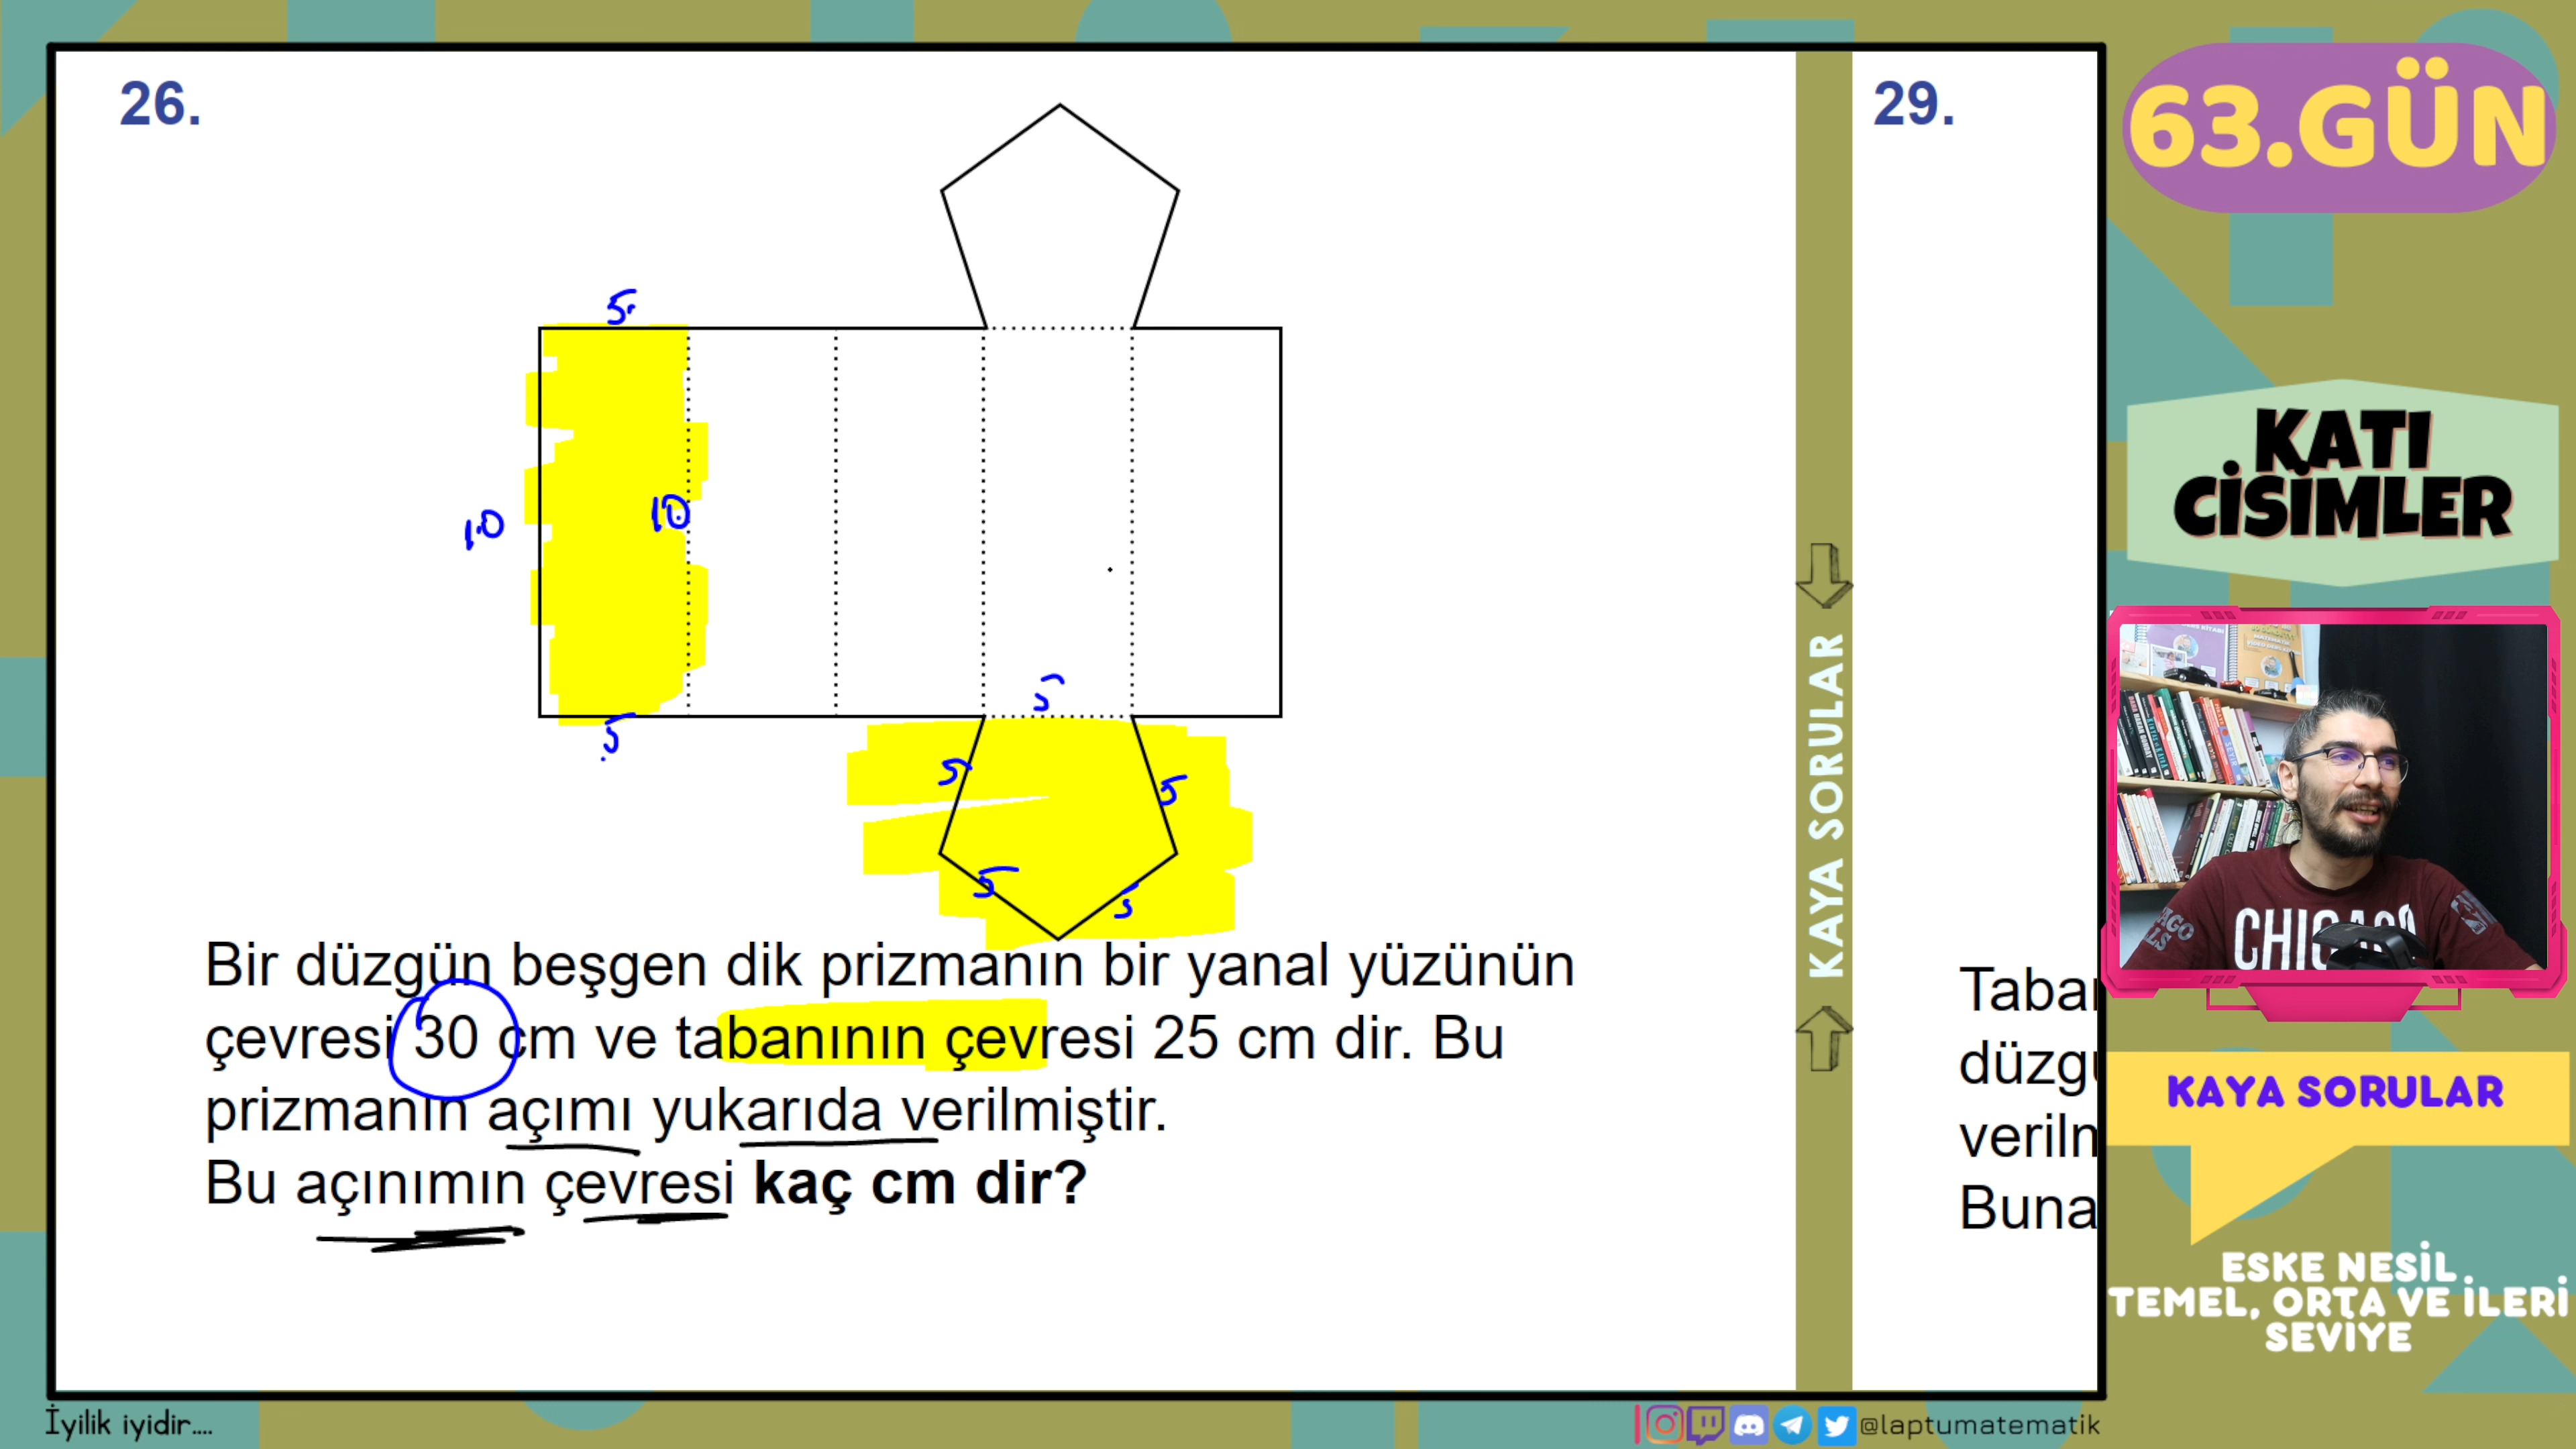 26.
5
10
10
5
5
5
5
5
5
Bir düzgün beşgen dik prizmanın bir yanal yüzünün
çevresi 30 cm ve tabanının çevresi 25 cm dir. Bu
prizmanın açımı yukarıda verilmiştir.
Bu açınımın çevresi kaç cm dir?
KAYA SORULAR
29.
Taba
düzg
veril
Buna
63.GÜN
KATI
CİSİMLER
CHICAGO
KAYA SORULAR
ESKE NESİL
TEMEL, ORTA VE İLERİ
SEVİYE
İyilik iyidir....
@laptumatematik